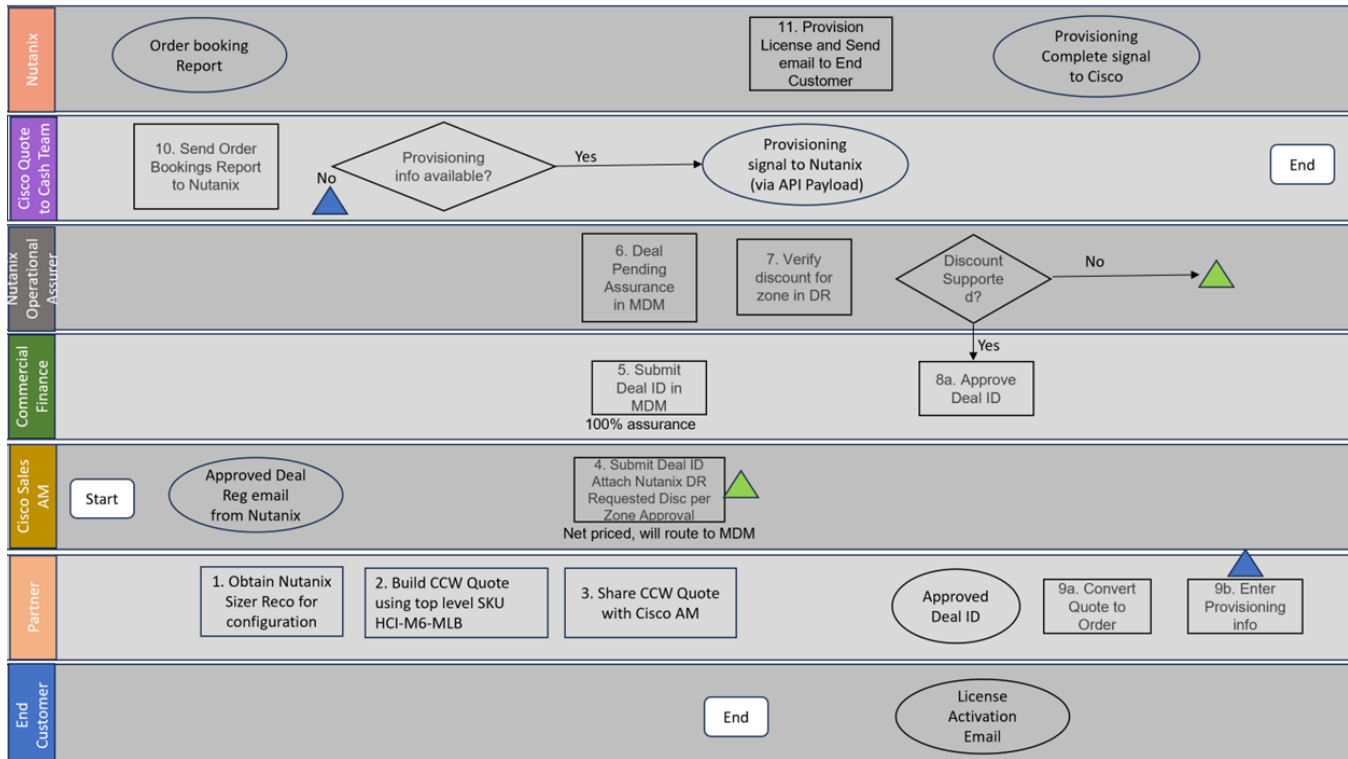 Nutanix
Order booking
Report
11. Provision
License and Send
email to End
Customer
Provisioning
Complete signal
to Cisco
Cisco Quote
to Cash Team
10. Send Order
Bookings Report
to Nutanix
No
Provisioning
info available?
Yes
Provisioning
signal to Nutanix
(via API Payload)
End
Nutanix
Operational
Assurer
6. Deal
Pending
Assurance
in MDM
7. Verify
discount for
zone in DR
Discount
Supporte
d?
No
Yes
Commercial
Finance
5. Submit
Deal ID in
MDM
100% assurance
8a. Approve
Deal ID
Cisco Sales
AM
Start
Approved Deal
Reg email
from Nutanix
4. Submit Deal ID
Attach Nutanix DR
Requested Disc per
Zone Approval
Net priced, will route to MDM
Partner
1. Obtain Nutanix
Sizer Reco for
configuration
2. Build CCW Quote
using top level SKU
HCI-M6-MLB
3. Share CCW Quote
with Cisco AM
Approved
Deal ID
9a. Convert
Quote to
Order
9b. Enter
Provisioning
info
End
Customer
End
License
Activation
Email